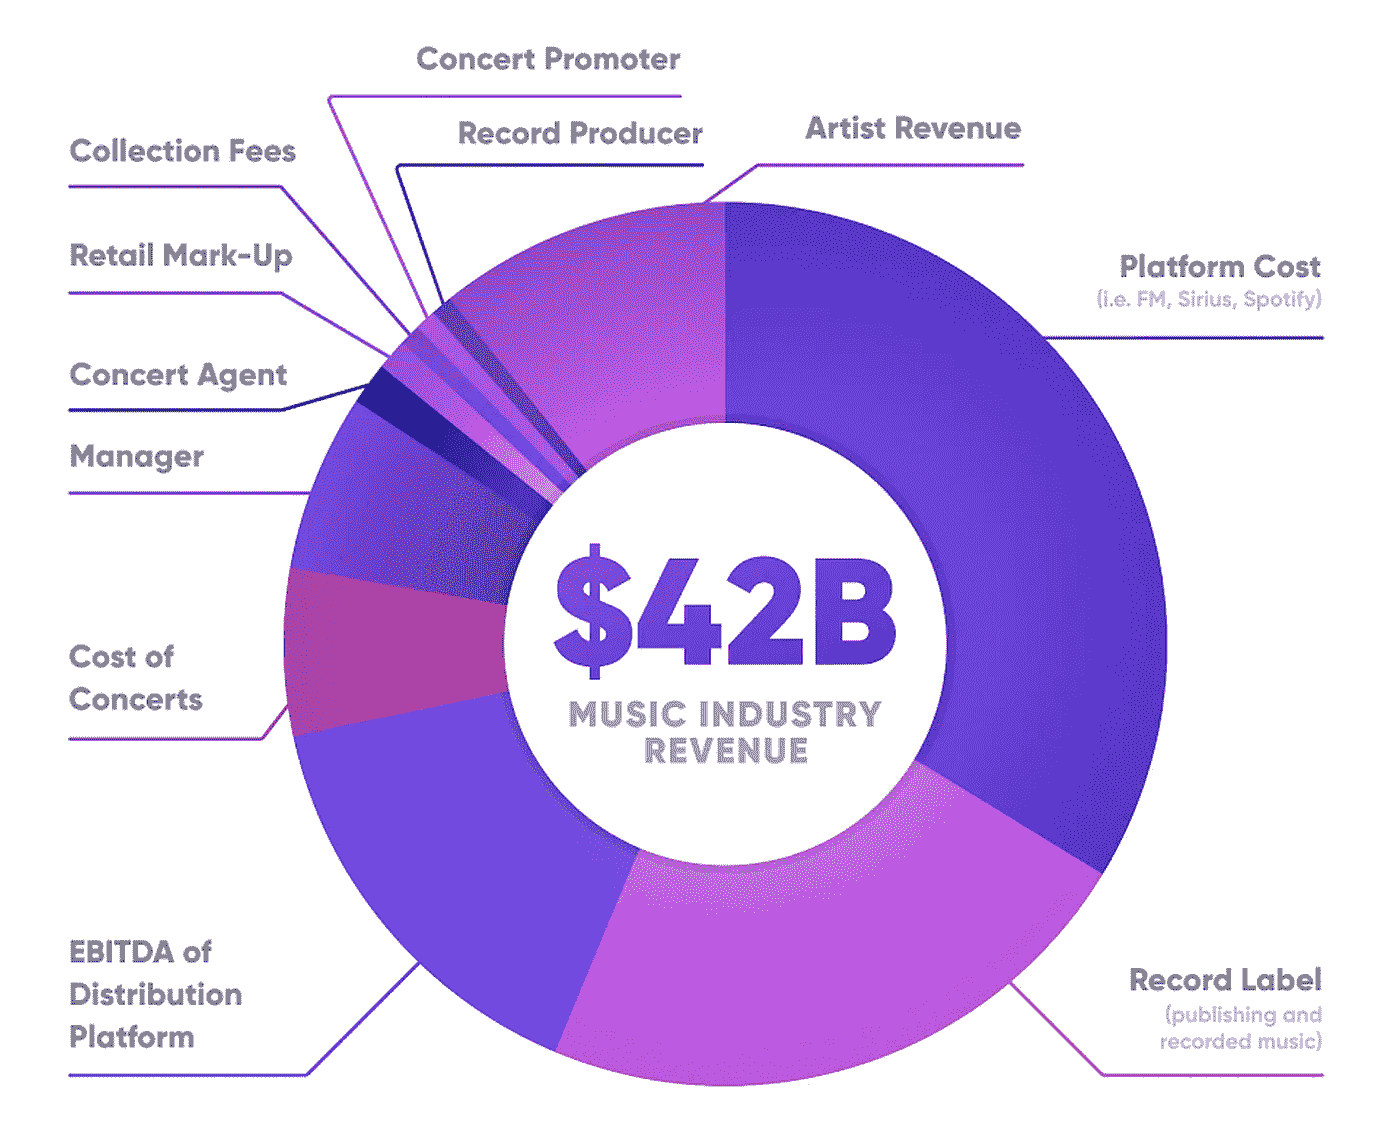 Concert Promoter
Record Producer
Artist Revenue
Collection Fees
Retail Mark-Up
Platform Cost
(i.e. FM, Sirius, Spotify)
Concert Agent
Manager
$42B
MUSIC INDUSTRY
REVENUE
Cost of
Concerts
EBITDA of
Distribution
Platform
Record Label
(publishing and
recorded music)